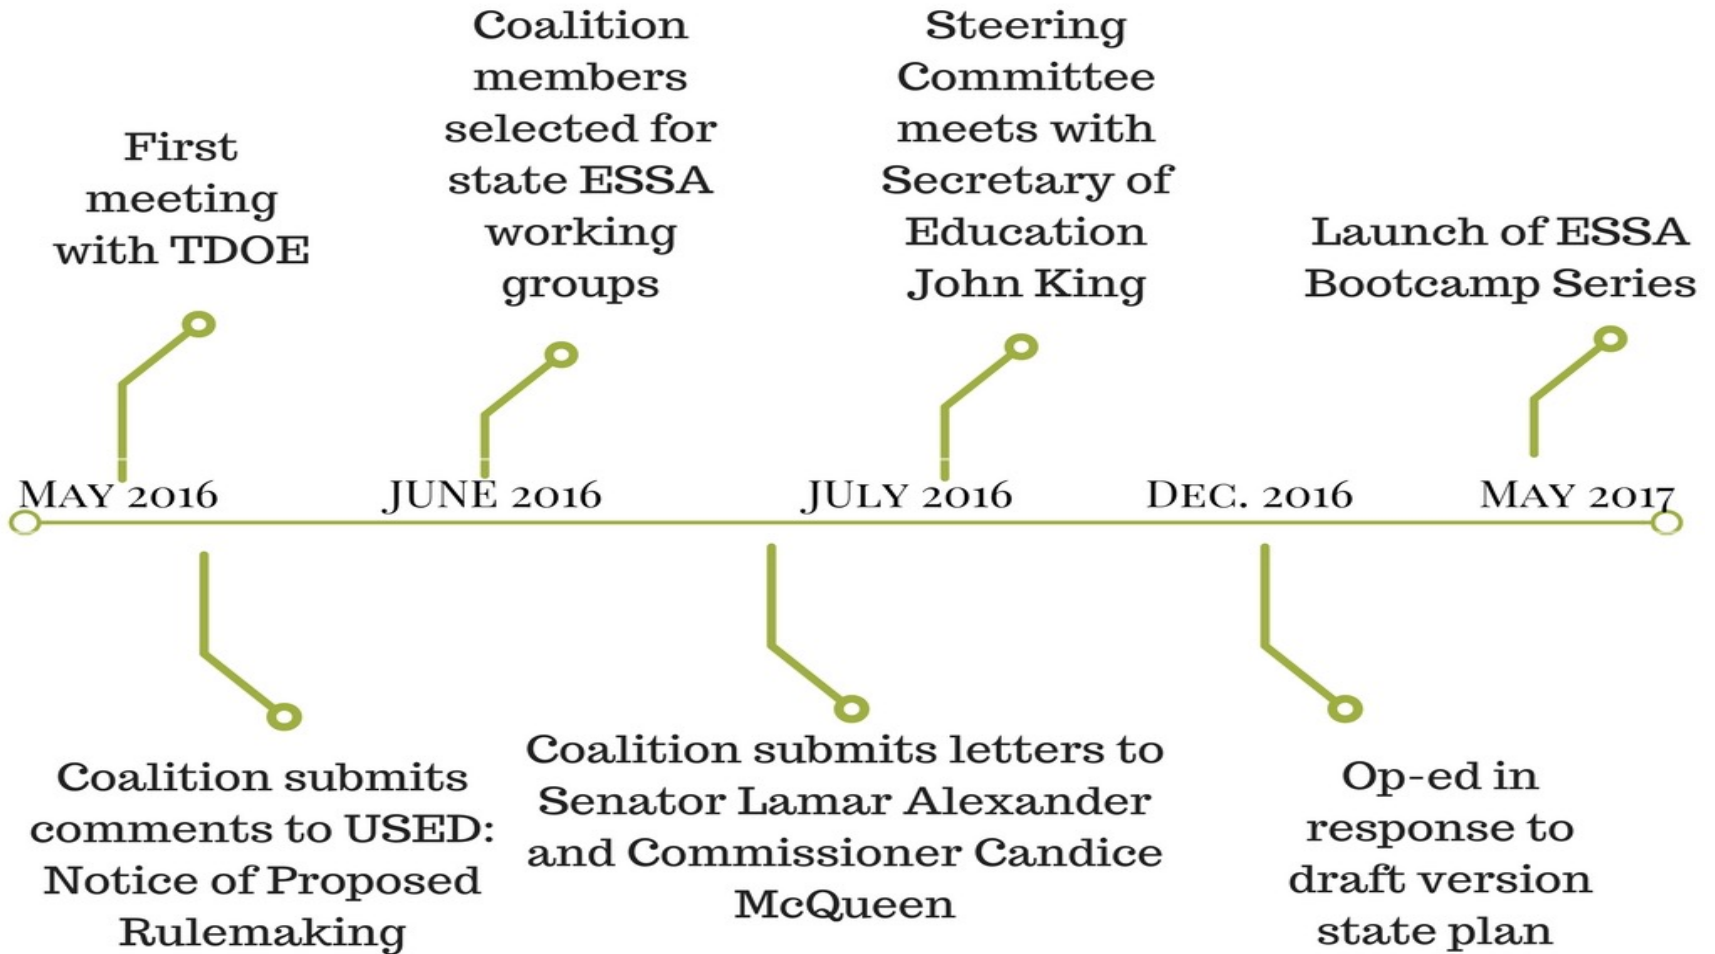 First
meeting
with TDOE
Coalition
members
selected for
state ESSA
working
groups
Steering
Committee
meets with
Secretary of
Education
John King
Launch of ESSA
Bootcamp Series
MAY 2016
JUNE 2016
JULY 2016
DEC. 2016
MAY 2017
Coalition submits
comments to USED:
Notice of Proposed
Rulemaking
Coalition submits letters to
Senator Lamar Alexander
and Commissioner Candice
McQueen
Op-ed in
response to
draft version
state plan